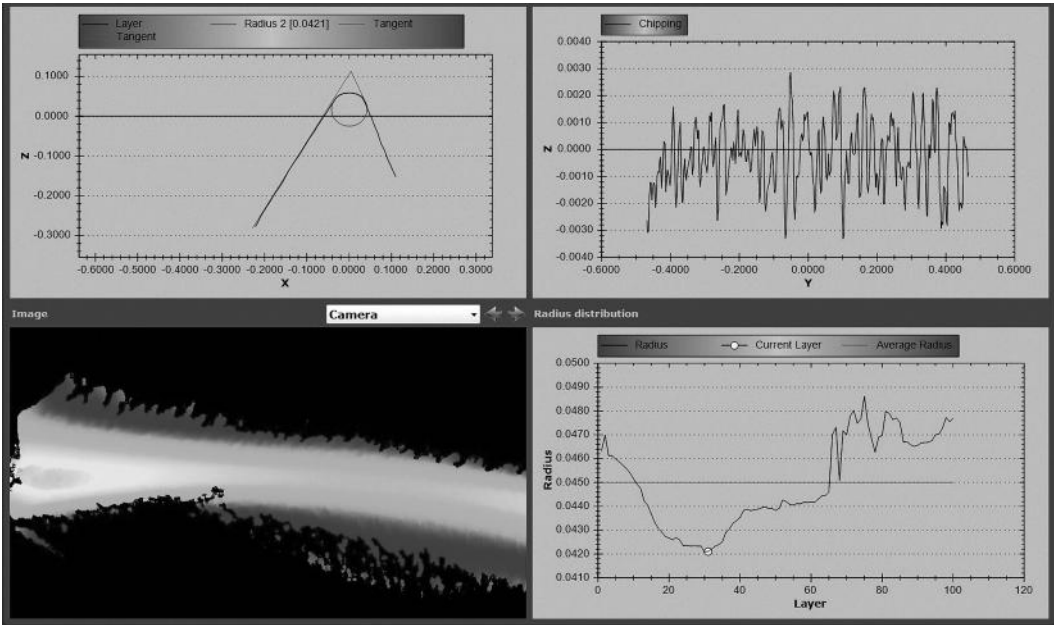 Layer Radius 2 [0.0421] Tangent
Tangent
0.1000
0.0000
-0.1000
-0.2000
-0.3000
Z
-0.6000 -0.5000 -0.4000 -0.3000 -0.2000 -0.1000 0.0000 0.1000 0.2000 0.3000
X
Chipping
0.0040
0.0030
0.0020
0.0010
0.0000
-0.0010
-0.0020
-0.0030
-0.0040
Z
-0.6000 -0.4000 -0.2000 0.0000 0.2000 0.4000 0.6000
Y
Image Camera
Radius distribution
Radius Current Layer Average Radius
0.0500
0.0490
0.0480
0.0470
0.0460
0.0450
0.0440
0.0430
0.0420
0.0410
Radius
0 20 40 60 80 100 120
Layer